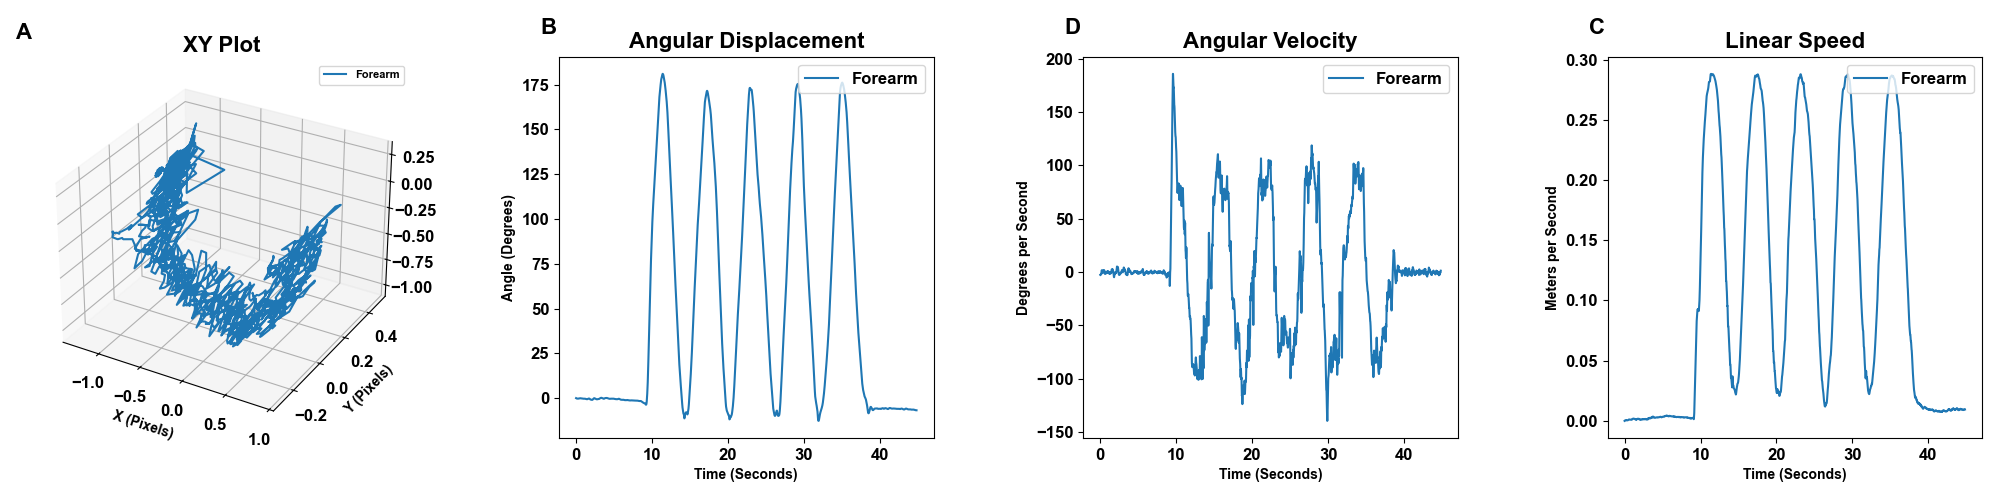 A
XY Plot
Forearm
0.25
0.00
−0.25
−0.50
−0.75
−1.00
0.4
0.2
0.0
−0.2
Y (Pixels)
−1.0
−0.5
0.0
0.5
1.0
X (Pixels)
B
Angular Displacement
Forearm
175
150
125
100
75
50
25
0
Angle (Degrees)
0 10 20 30 40
Time (Seconds)
D
Angular Velocity
Forearm
200
150
100
50
0
−50
−100
−150
Degrees per Second
0 10 20 30 40
Time (Seconds)
C
Linear Speed
Forearm
0.30
0.25
0.20
0.15
0.10
0.05
0.00
Meters per Second
0 10 20 30 40
Time (Seconds)